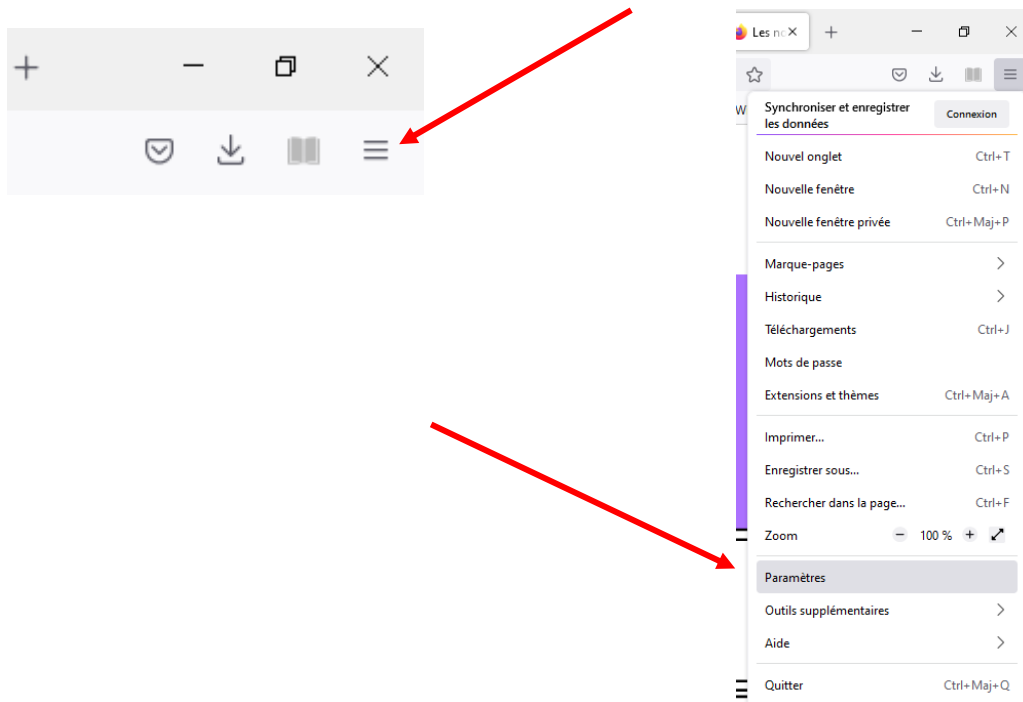 Les no
W
Synchroniser et enregistrer
les données
Connexion
Nouvel onglet Ctrl+T
Nouvelle fenêtre Ctrl+N
Nouvelle fenêtre privée Ctrl+Maj+P
Marque-pages
Historique
Téléchargements Ctrl+J
Mots de passe
Extensions et thèmes Ctrl+Maj+A
Imprimer... Ctrl+P
Enregistrer sous... Ctrl+S
Rechercher dans la page... Ctrl+F
Zoom − 100 % +
Paramètres
Outils supplémentaires
Aide
Quitter Ctrl+Maj+Q